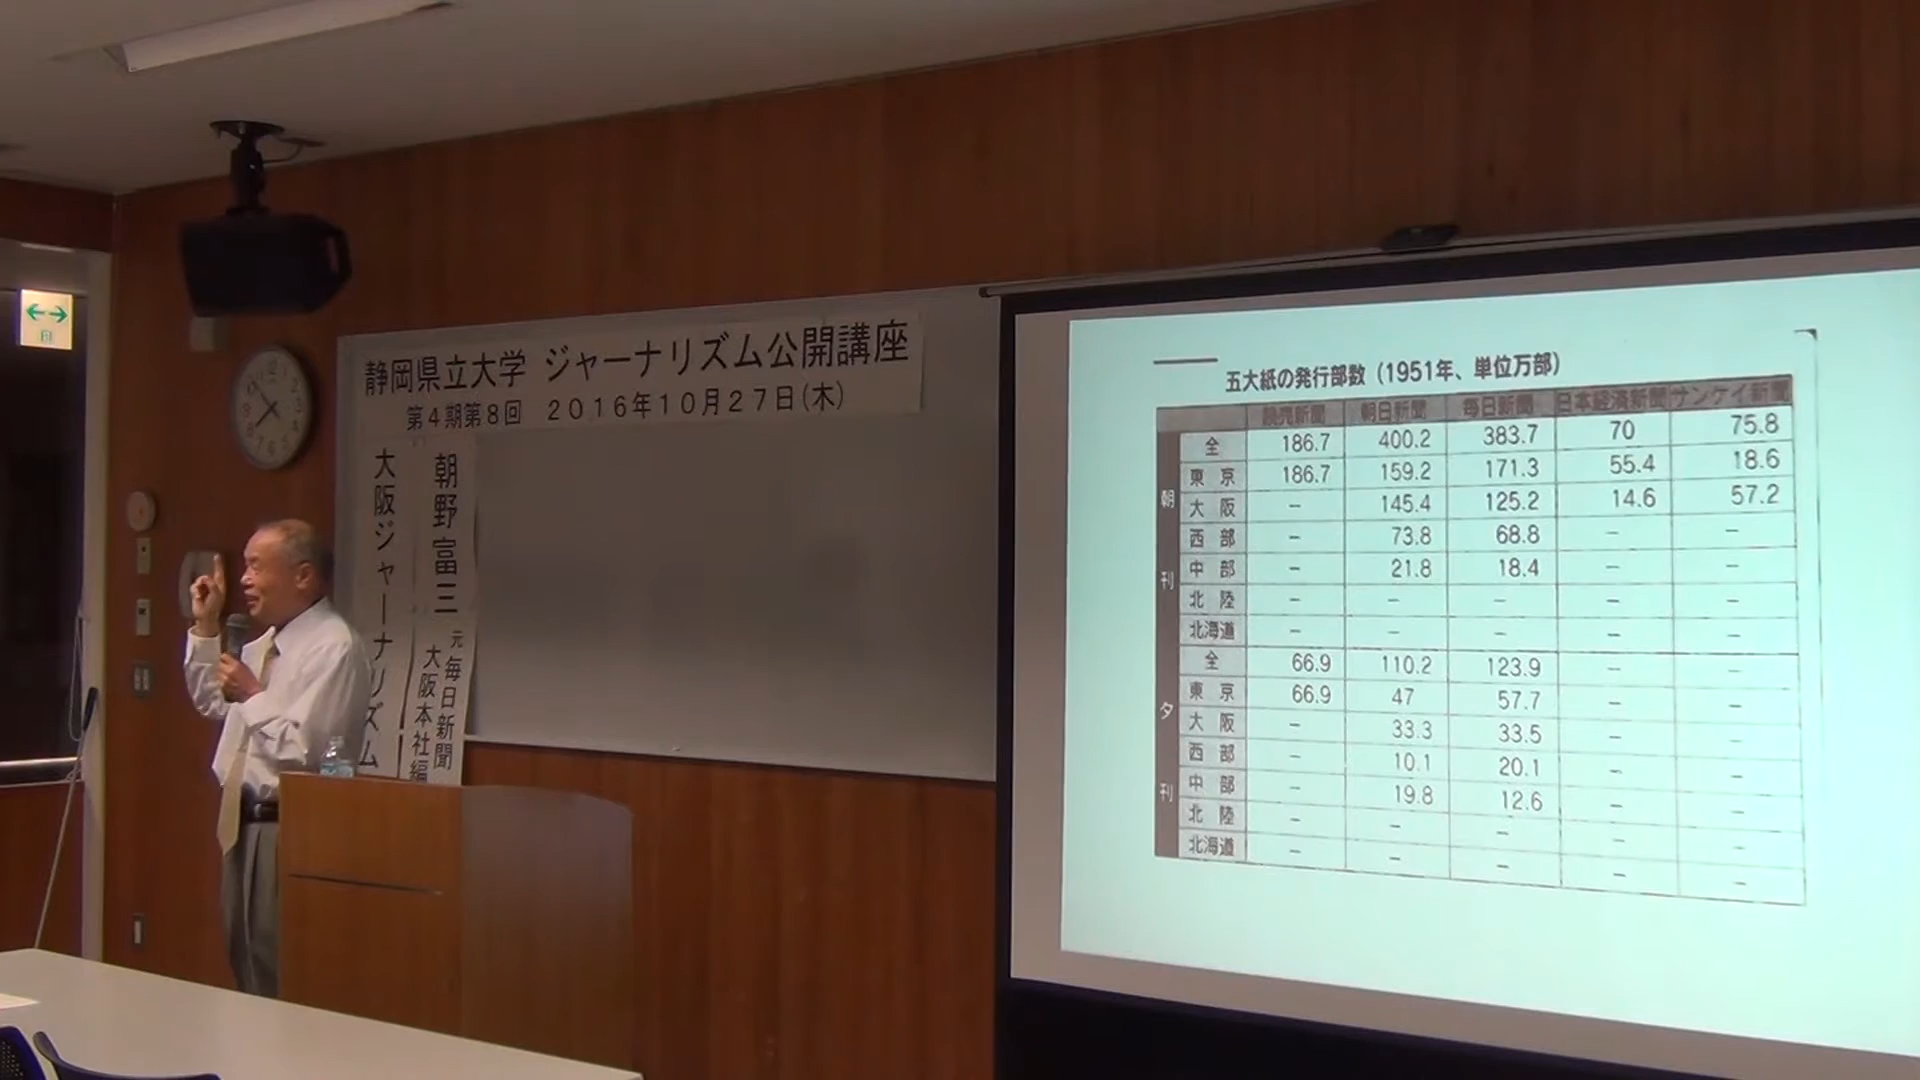 静岡県立大学 ジャーナリズム公開講座
第4期第8回 2016年10月27日(木)
朝野富三 元毎日新聞
大阪本社編
大阪ジャーナリズム
五大紙の発行部数(1951年、単位万部)
読売新聞 朝日新聞 毎日新聞 日本経済新聞 サンケイ新聞
朝刊
全 186.7 400.2 383.7 70 75.8
東京 186.7 159.2 171.3 55.4 18.6
大阪 − 145.4 125.2 14.6 57.2
西部 − 73.8 68.8 − −
中部 − 21.8 18.4 − −
北陸 − − − − −
北海道 − − − − −
夕刊
全 66.9 110.2 123.9 − −
東京 66.9 47 57.7 − −
大阪 − 33.3 33.5 − −
西部 − 10.1 20.1 − −
中部 − 19.8 12.6 − −
北陸 − − − − −
北海道 − − − − −